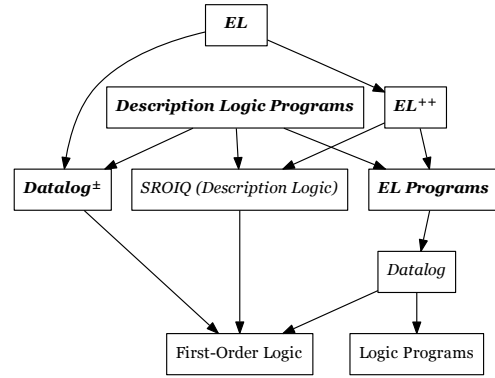 EL
Description Logic Programs
EL⁺⁺
Datalog±
SROIQ (Description Logic)
EL Programs
Datalog
First-Order Logic
Logic Programs